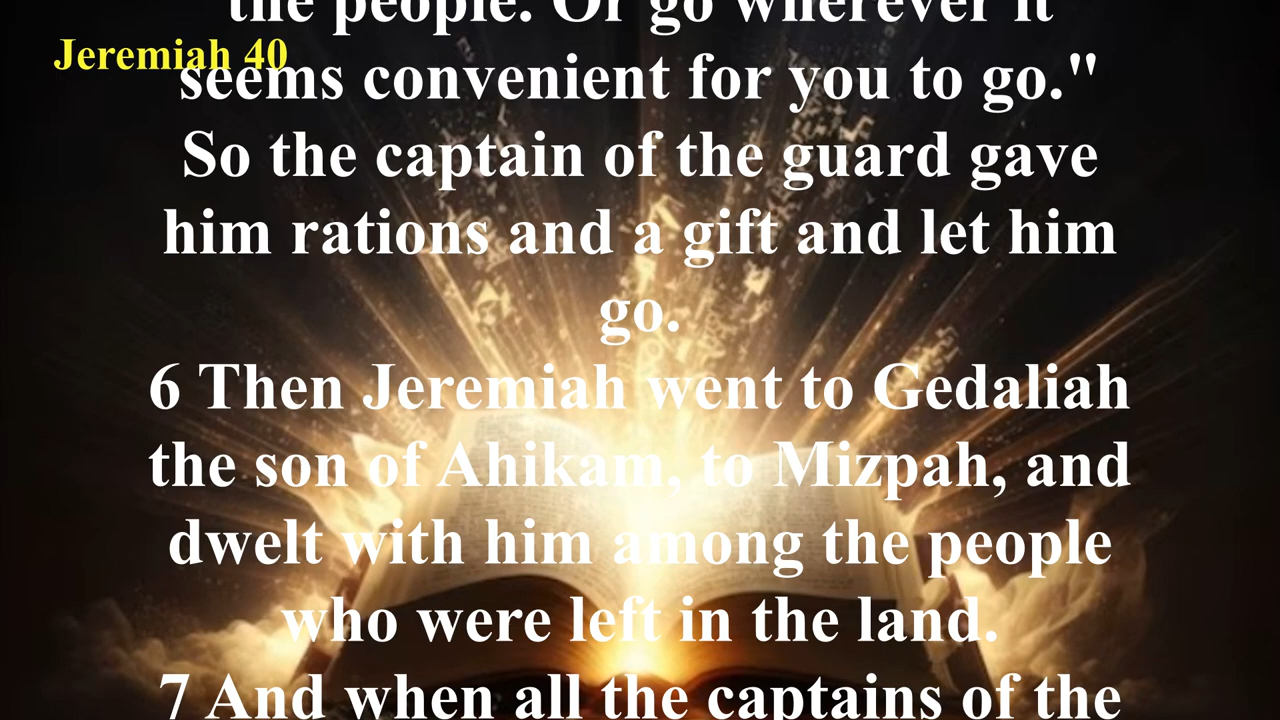 the people. Or go wherever it
Jeremiah 40
seems convenient for you to go."
So the captain of the guard gave
him rations and a gift and let him
go.
6 Then Jeremiah went to Gedaliah
the son of Ahikam, to Mizpah, and
dwelt with him among the people
who were left in the land.
7 And when all the captains of the